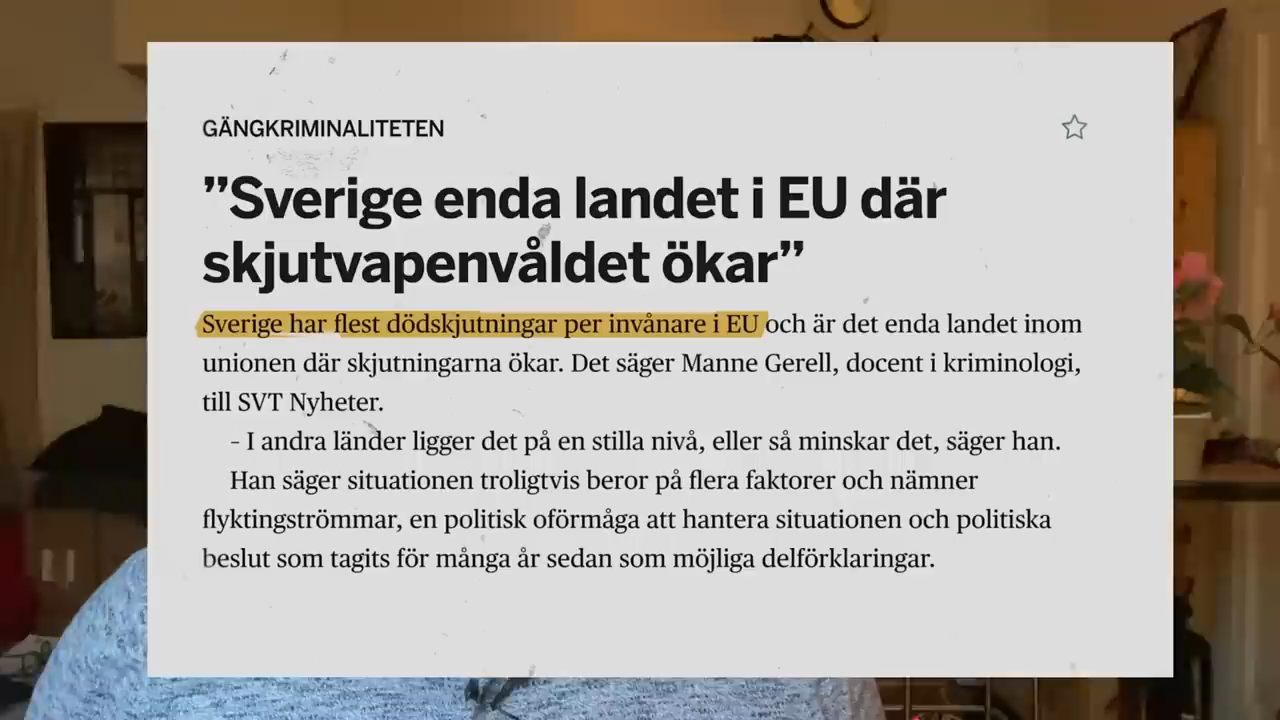 GÄNGKRIMINALITETEN
”Sverige enda landet i EU där
skjutvapenvåldet ökar”
Sverige har flest dödskjutningar per invånare i EU och är det enda landet inom
unionen där skjutningarna ökar. Det säger Manne Gerell, docent i kriminologi,
till SVT Nyheter.
– I andra länder ligger det på en stilla nivå, eller så minskar det, säger han.
Han säger situationen troligtvis beror på flera faktorer och nämner
flyktingströmmar, en politisk oförmåga att hantera situationen och politiska
beslut som tagits för många år sedan som möjliga delförklaringar.